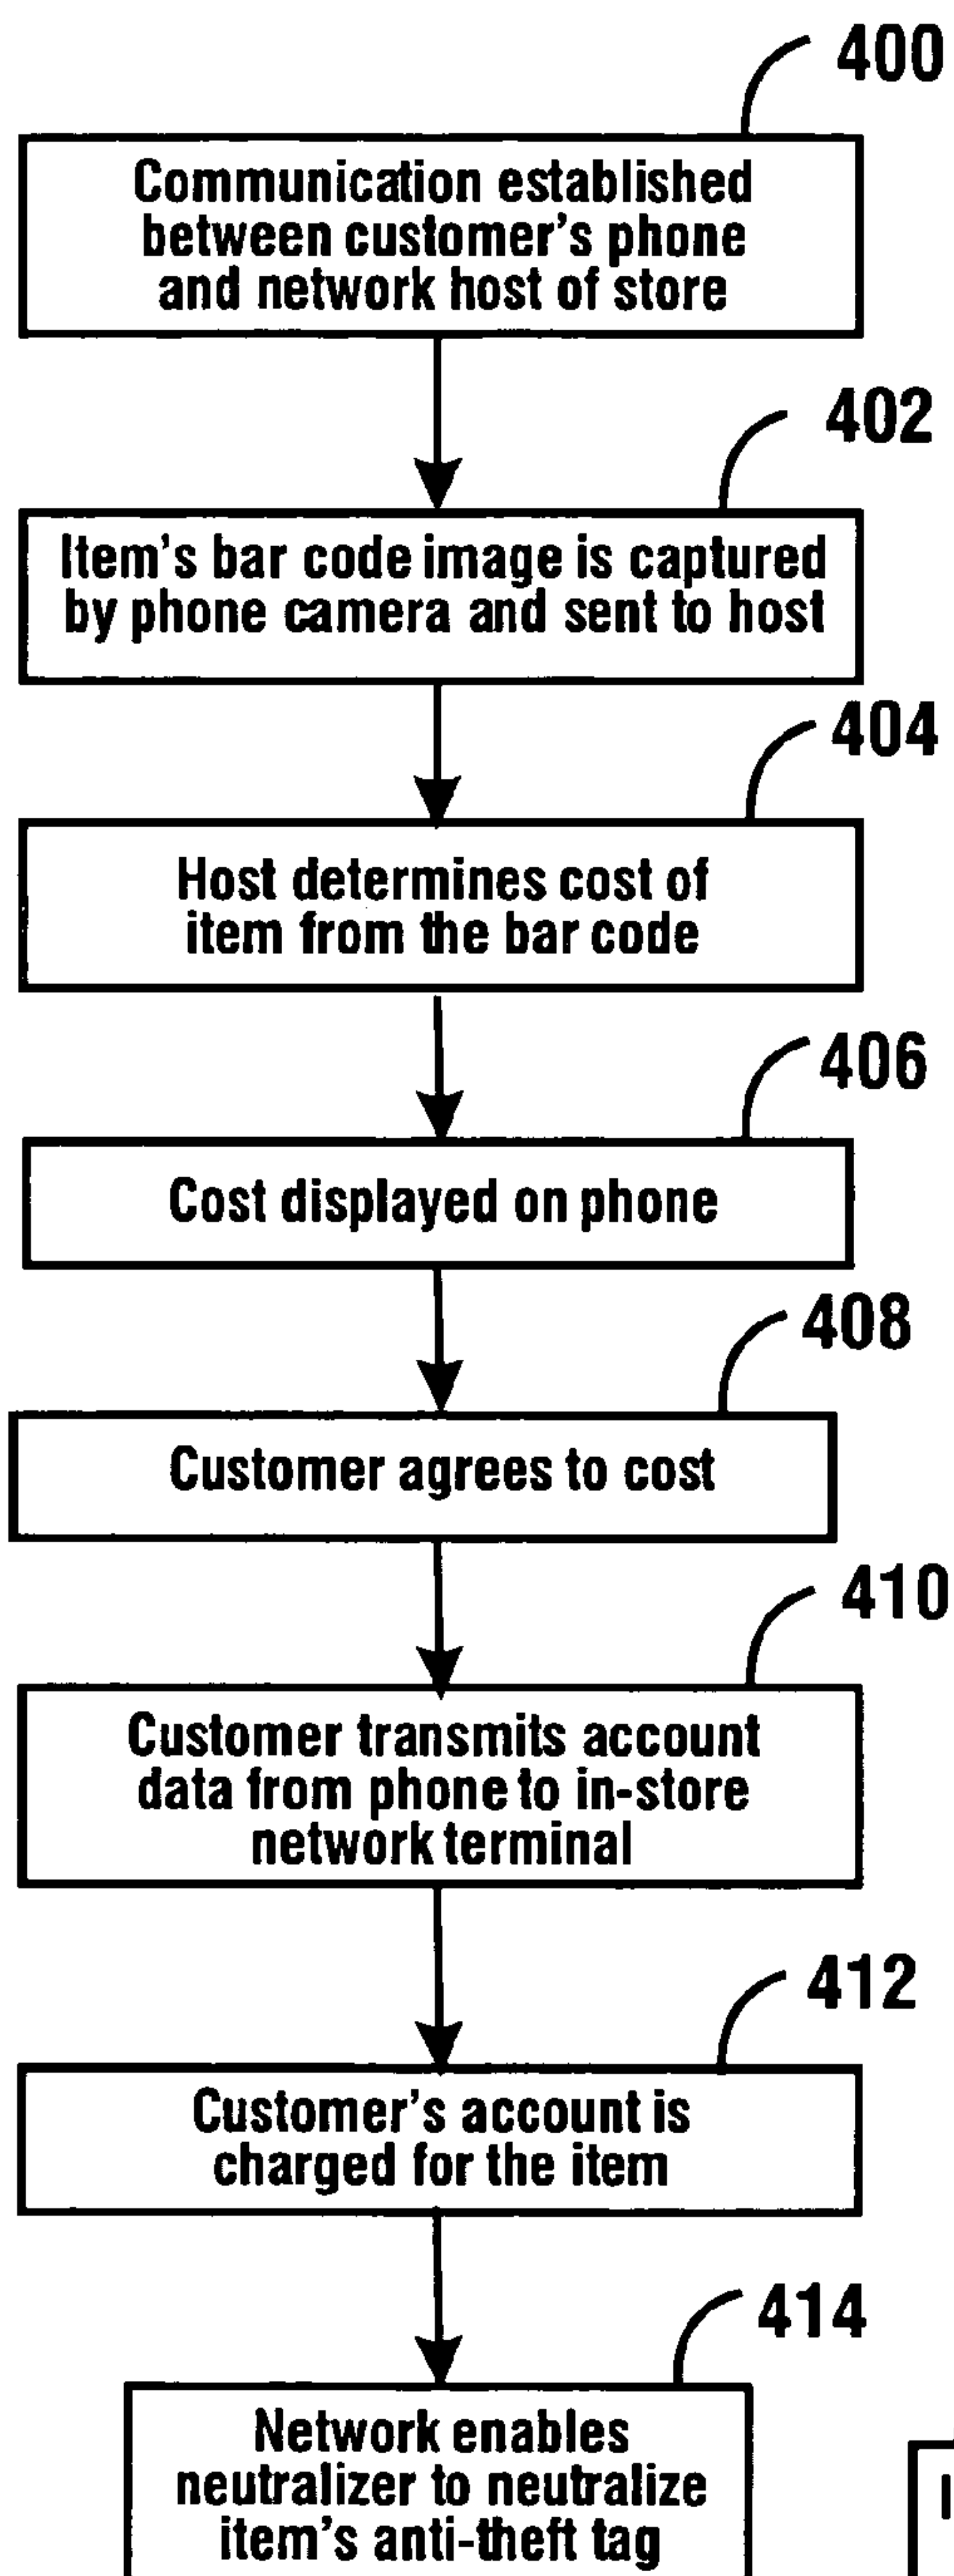 400
Communication established
between customer's phone
and network host of store
402
Item's bar code image is captured
by phone camera and sent to host
404
Host determines cost of
item from the bar code
406
Cost displayed on phone
408
Customer agrees to cost
410
Customer transmits account
data from phone to in-store
network terminal
412
Customer's account is
charged for the item
414
Network enables
neutralizer to neutralize
item's anti-theft tag